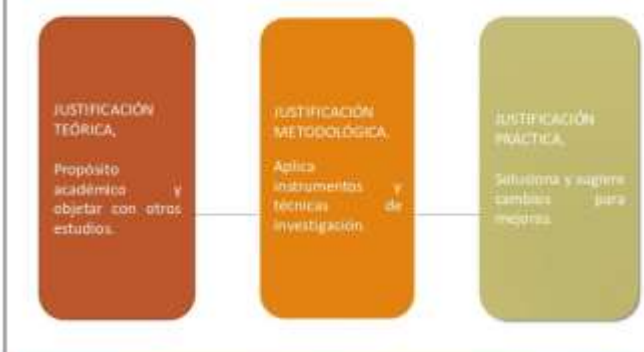 JUSTIFICACIÓN
TEÓRICA,
Propósito
académico y
objetar con otros
estudios.
JUSTIFICACIÓN
METODOLÓGICA,
Aplica
instrumentos y
técnicas de
investigación
JUSTIFICACIÓN
PRÁCTICA,
Soluciona y sugiere
cambios para
mejoras.